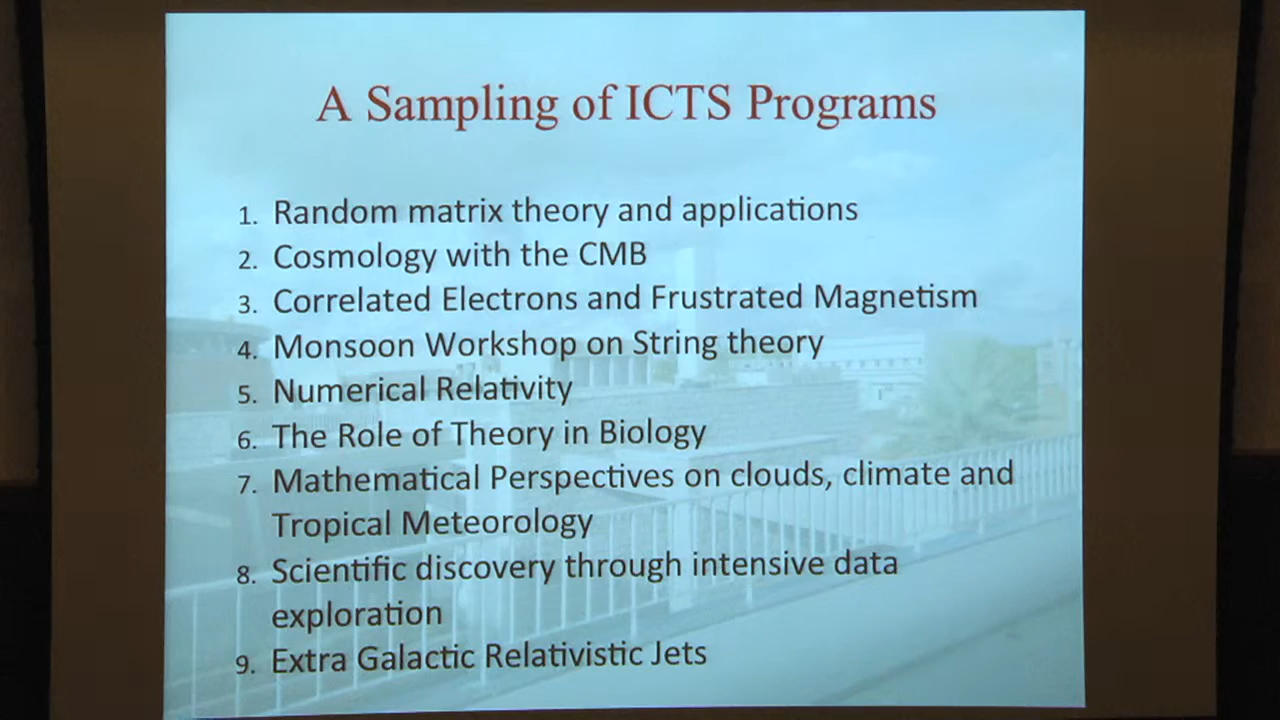 A Sampling of ICTS Programs
1. Random matrix theory and applications
2. Cosmology with the CMB
3. Correlated Electrons and Frustrated Magnetism
4. Monsoon Workshop on String theory
5. Numerical Relativity
6. The Role of Theory in Biology
7. Mathematical Perspectives on clouds, climate and
Tropical Meteorology
8. Scientific discovery through intensive data
exploration
9. Extra Galactic Relativistic Jets